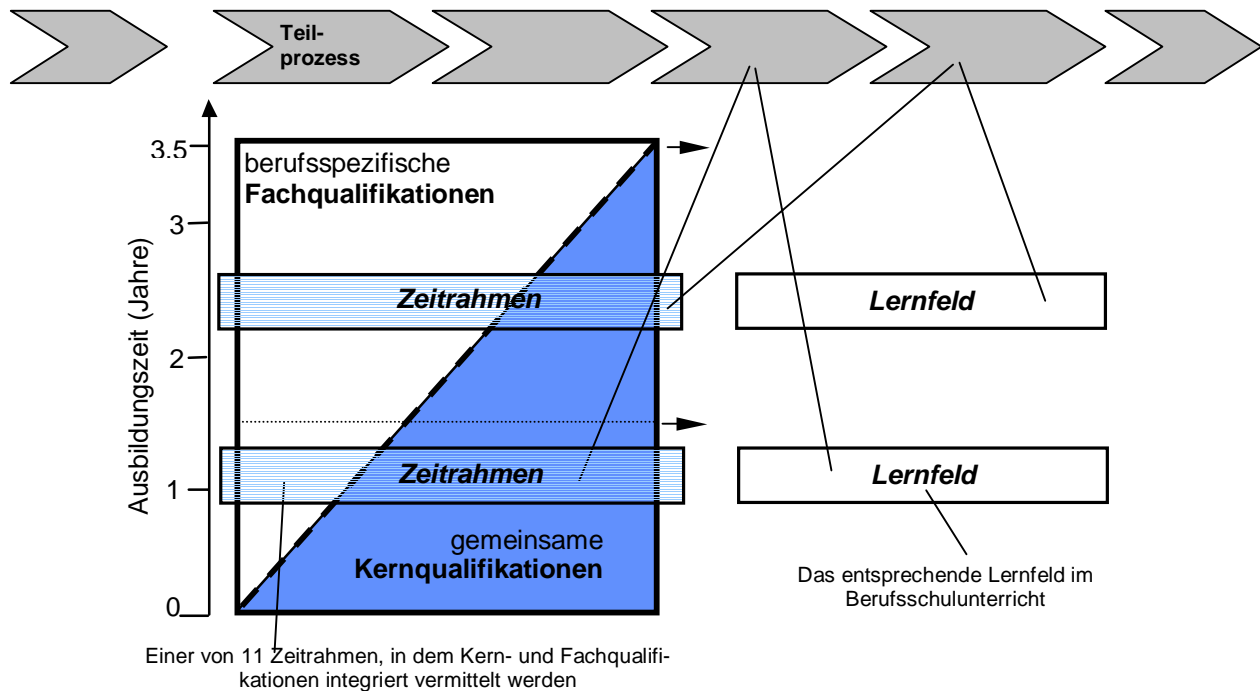 Teil-
prozess
3.5
berufsspezifische
Fachqualifikationen
3
Ausbildungszeit (Jahre)
Zeitrahmen
Lernfeld
2
Zeitrahmen
Lernfeld
1
gemeinsame
Kernqualifikationen
Das entsprechende Lernfeld im
Berufsschulunterricht
0
Einer von 11 Zeitrahmen, in dem Kern- und Fachqualifi-
kationen integriert vermittelt werden